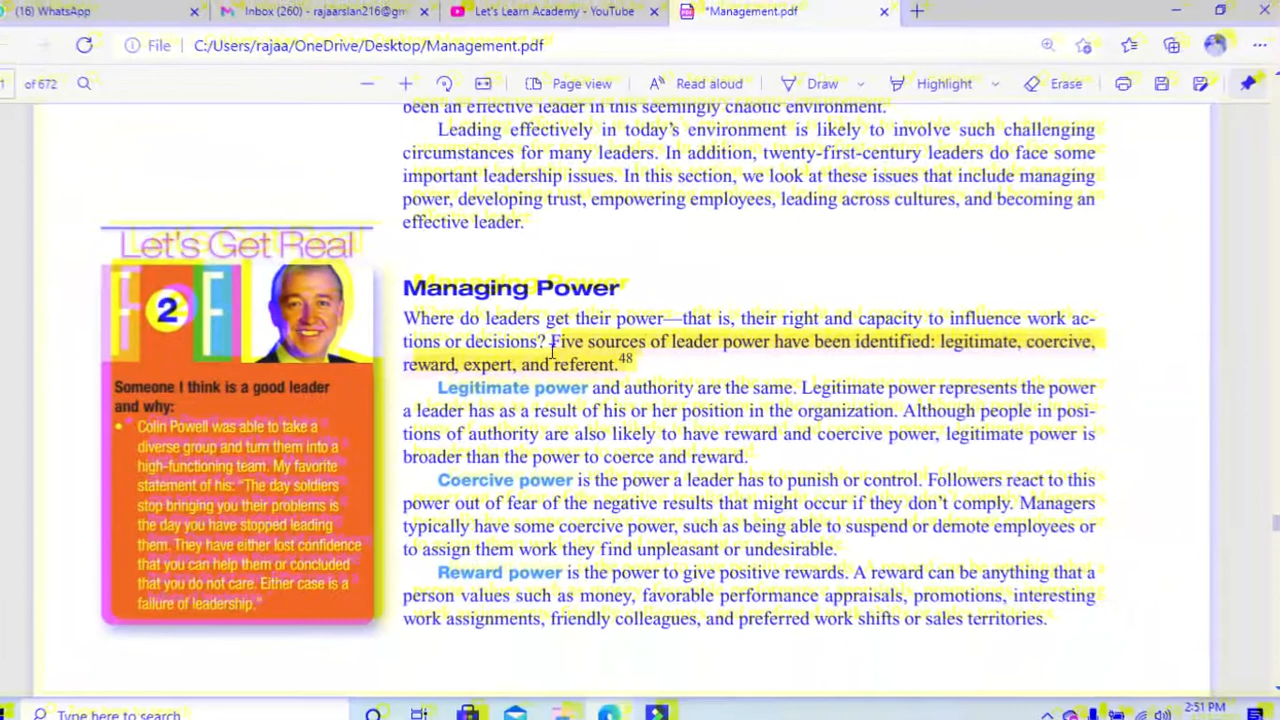 (16) WhatsApp
Inbox (260) - rajaarslan216@gm
Let's Learn Academy - YouTube
*Management.pdf
File
C:/Users/rajaa/OneDrive/Desktop/Management.pdf
1 of 672
Page view
Read aloud
Draw
Highlight
Erase
been an effective leader in this seemingly chaotic environment.
Leading effectively in today's environment is likely to involve such challenging
circumstances for many leaders. In addition, twenty-first-century leaders do face some
important leadership issues. In this section, we look at these issues that include managing
power, developing trust, empowering employees, leading across cultures, and becoming an
effective leader.
Let's Get Real
F 2 F
Someone I think is a good leader
and why:
• Colin Powell was able to take a
diverse group and turn them into a
high-functioning team. My favorite
statement of his: "The day soldiers
stop bringing you their problems is
the day you have stopped leading
them. They have either lost confidence
that you can help them or concluded
that you do not care. Either case is a
failure of leadership."
Managing Power
Where do leaders get their power—that is, their right and capacity to influence work ac-
tions or decisions? Five sources of leader power have been identified: legitimate, coercive,
reward, expert, and referent.48
Legitimate power and authority are the same. Legitimate power represents the power
a leader has as a result of his or her position in the organization. Although people in posi-
tions of authority are also likely to have reward and coercive power, legitimate power is
broader than the power to coerce and reward.
Coercive power is the power a leader has to punish or control. Followers react to this
power out of fear of the negative results that might occur if they don't comply. Managers
typically have some coercive power, such as being able to suspend or demote employees or
to assign them work they find unpleasant or undesirable.
Reward power is the power to give positive rewards. A reward can be anything that a
person values such as money, favorable performance appraisals, promotions, interesting
work assignments, friendly colleagues, and preferred work shifts or sales territories.
Type here to search
2:51 PM